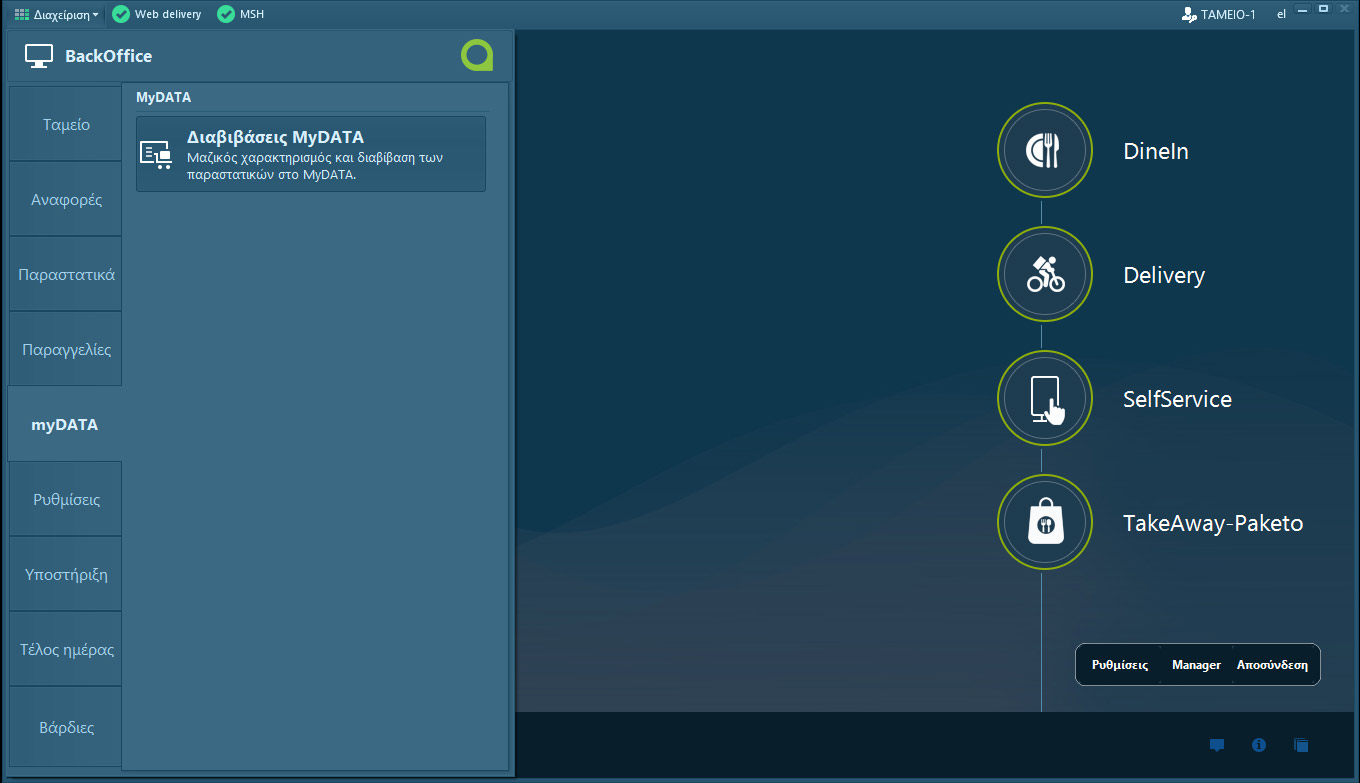 Διαχείριση
Web delivery
MSH
ΤΑΜΕΙΟ-1
el
BackOffice
Ταμείο
Αναφορές
Παραστατικά
Παραγγελίες
myDATA
Ρυθμίσεις
Υποστήριξη
Τέλος ημέρας
Βάρδιες
MyDATA
Διαβιβάσεις MyDATA
Μαζικός χαρακτηρισμός και διαβίβαση των
παραστατικών στο MyDATA.
DineIn
Delivery
SelfService
TakeAway-Paketo
Ρυθμίσεις
Manager
Αποσύνδεση